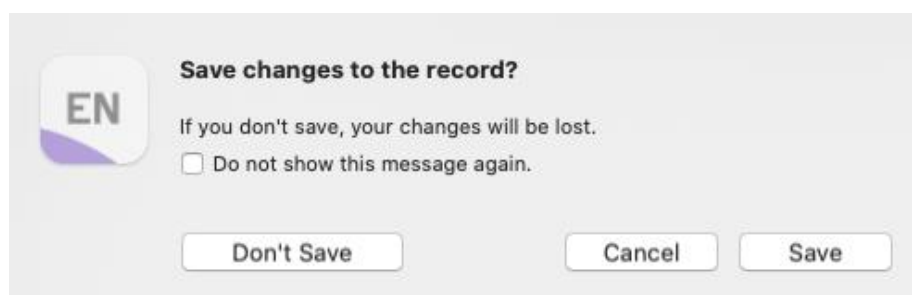 Save changes to the record?
EN
If you don't save, your changes will be lost.
Do not show this message again.
Don't Save
Cancel
Save